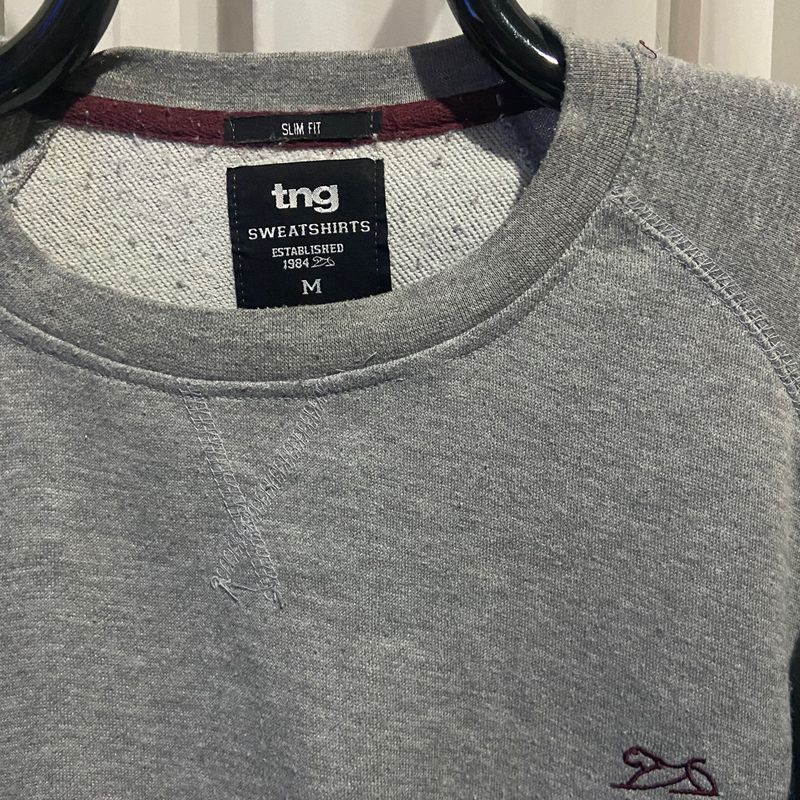 SLIM FIT
tng
SWEATSHIRTS
ESTABLISHED
1984
M